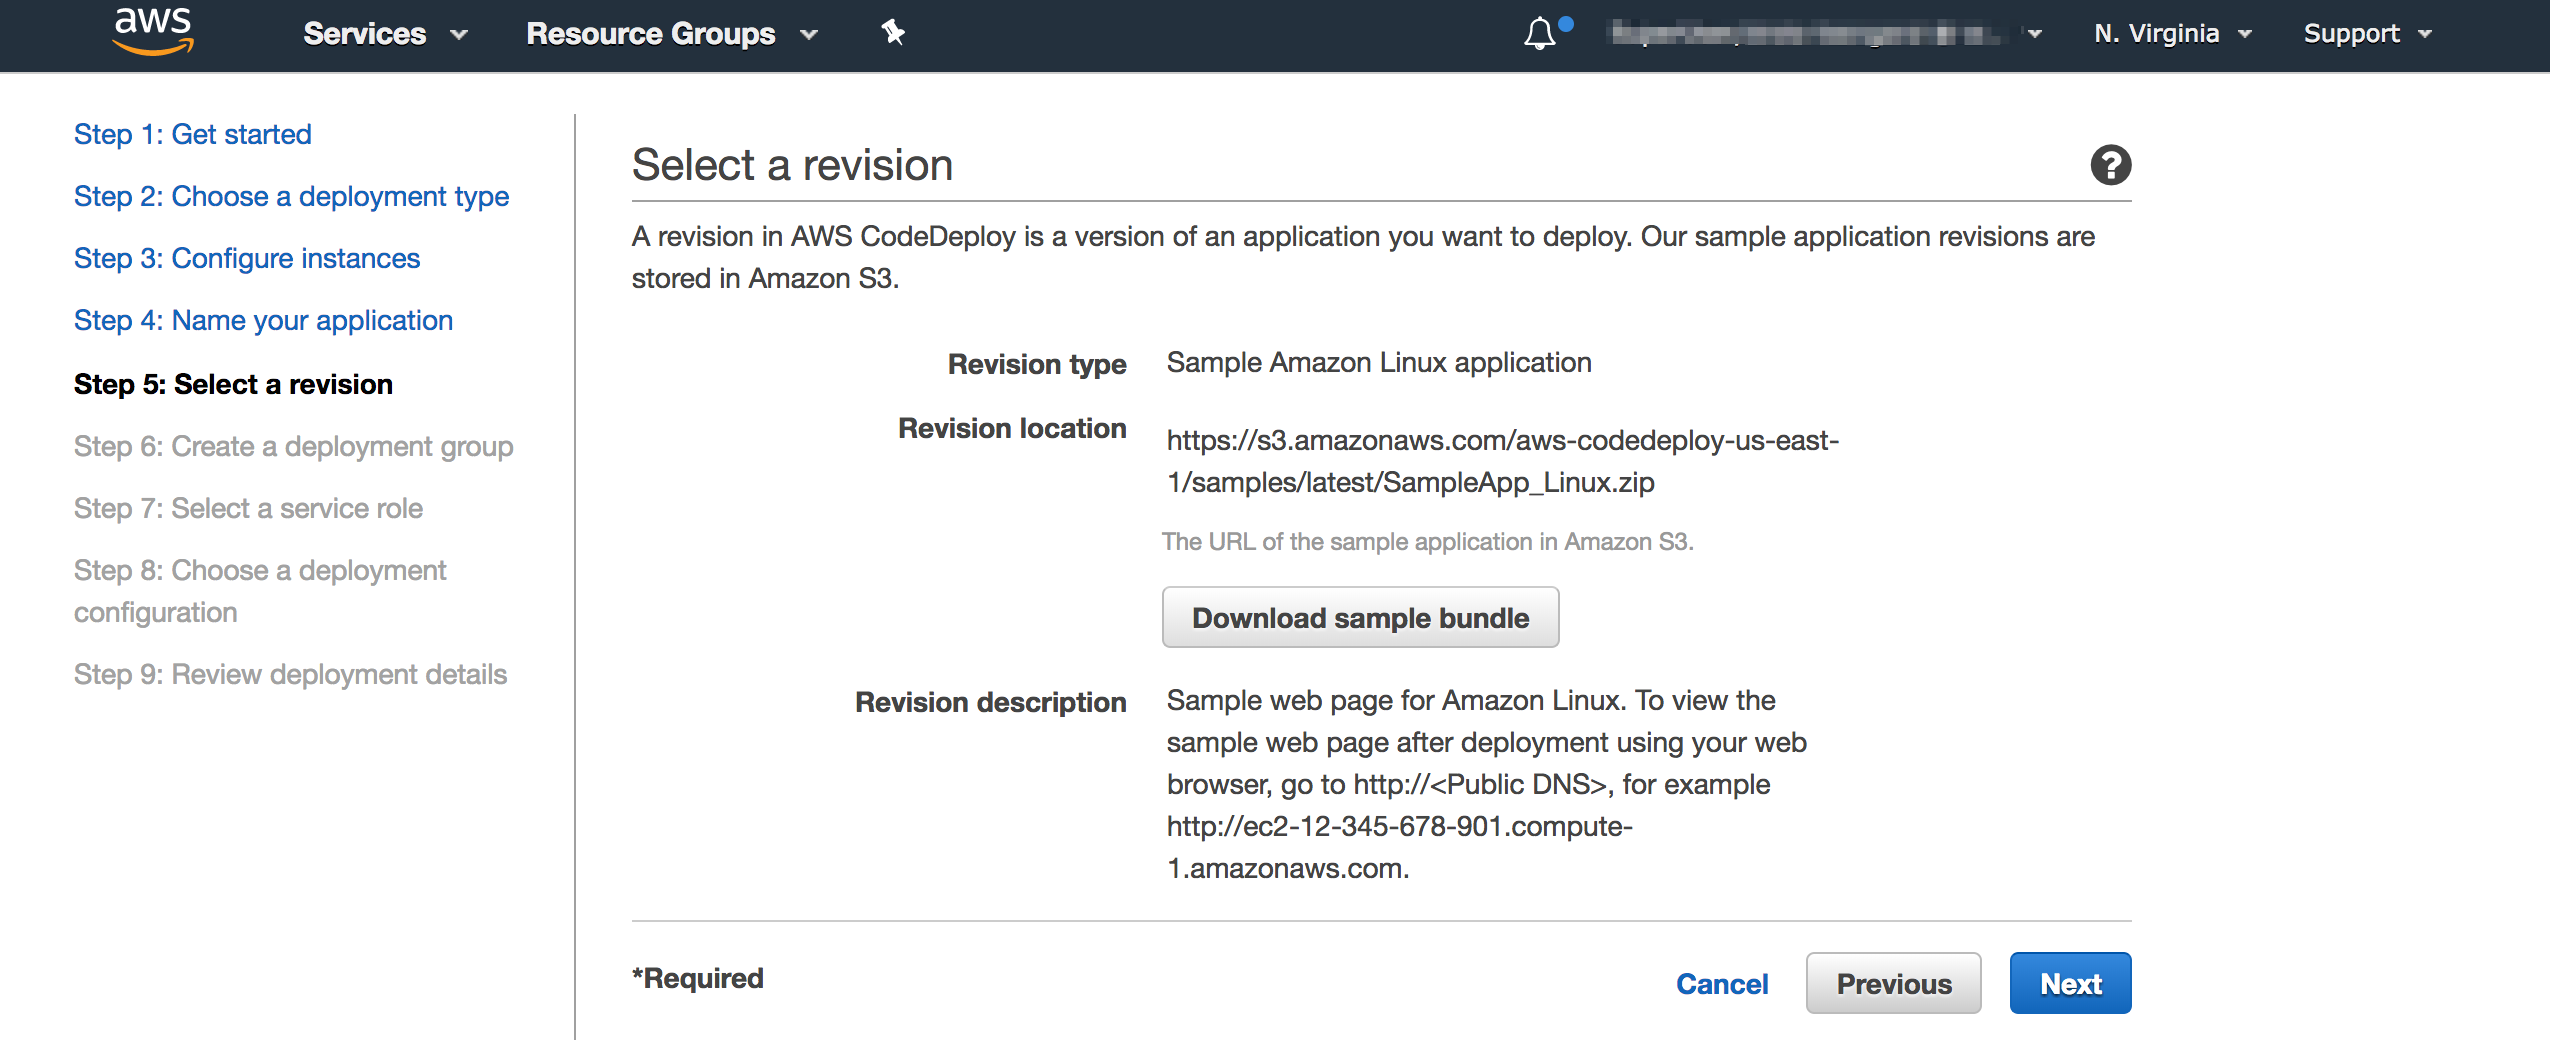 aws
Services
Resource Groups
N. Virginia
Support
Step 1: Get started
Step 2: Choose a deployment type
Step 3: Configure instances
Step 4: Name your application
Step 5: Select a revision
Step 6: Create a deployment group
Step 7: Select a service role
Step 8: Choose a deployment
configuration
Step 9: Review deployment details
Select a revision
?
A revision in AWS CodeDeploy is a version of an application you want to deploy. Our sample application revisions are
stored in Amazon S3.
Revision type
Sample Amazon Linux application
Revision location
https://s3.amazonaws.com/aws-codedeploy-us-east-
1/samples/latest/SampleApp_Linux.zip
The URL of the sample application in Amazon S3.
Download sample bundle
Revision description
Sample web page for Amazon Linux. To view the
sample web page after deployment using your web
browser, go to http://<Public DNS>, for example
http://ec2-12-345-678-901.compute-
1.amazonaws.com.
*Required
Cancel
Previous
Next